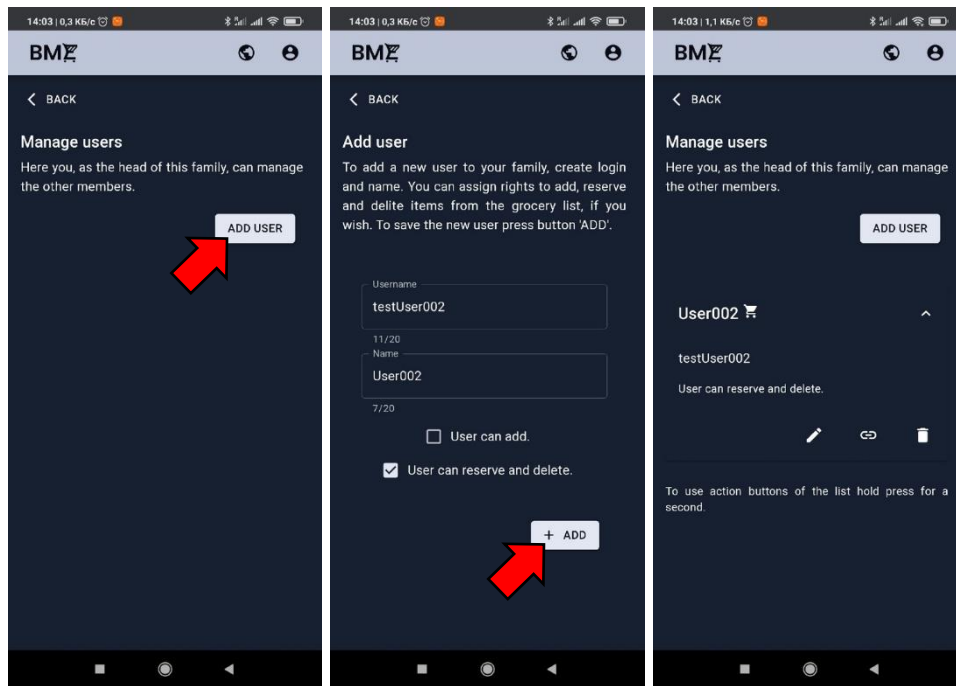 14:03 | 0,3 КБ/с
BMZ
BACK
Manage users
Here you, as the head of this family, can manage
the other members.
ADD USER
14:03 | 0,3 КБ/с
BMZ
BACK
Add user
To add a new user to your family, create login
and name. You can assign rights to add, reserve
and delite items from the grocery list, if you
wish. To save the new user press button 'ADD'.
Username
testUser002
11/20
Name
User002
7/20
User can add.
User can reserve and delete.
+ ADD
14:03 | 1,1 КБ/с
BMZ
BACK
Manage users
Here you, as the head of this family, can manage
the other members.
ADD USER
User002
testUser002
User can reserve and delete.
To use action buttons of the list hold press for a
second.